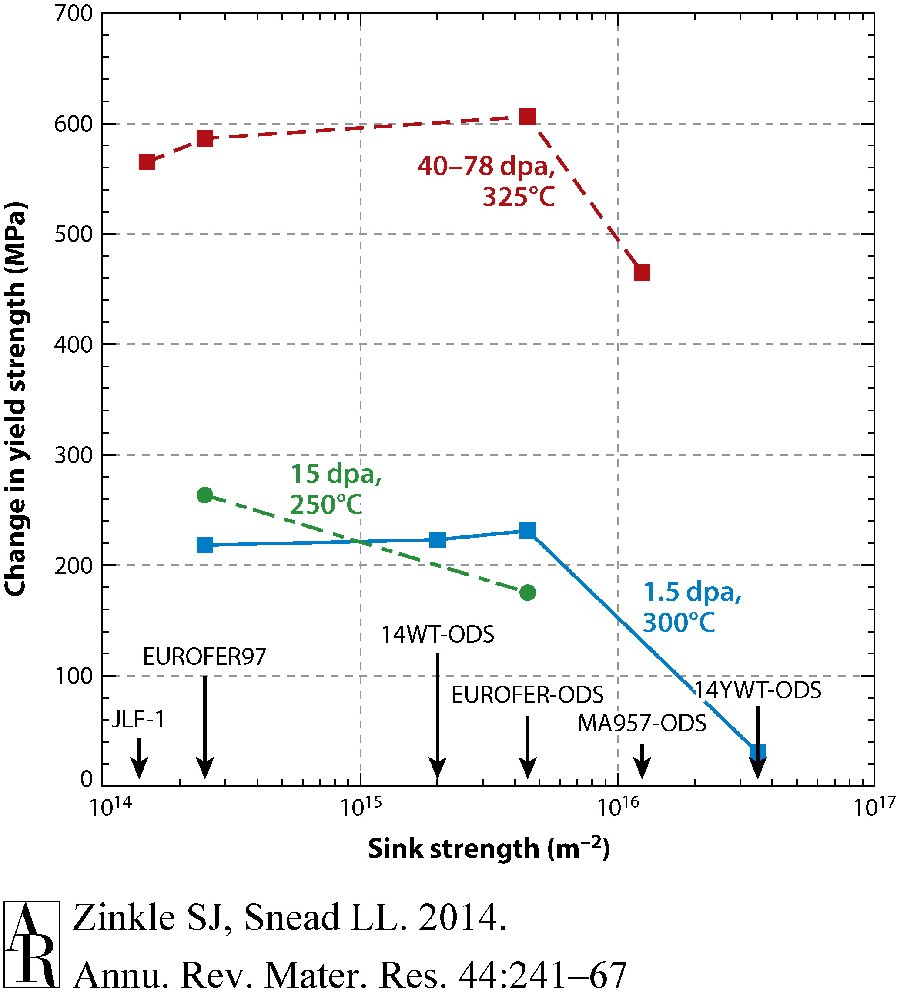 700
600
500
400
300
200
100
0
Change in yield strength (MPa)
40–78 dpa,
325°C
15 dpa,
250°C
1.5 dpa,
300°C
14WT-ODS
EUROFER97
14YWT-ODS
EUROFER-ODS
JLF-1
MA957-ODS
10¹⁴
10¹⁵
10¹⁶
10¹⁷
Sink strength (m⁻²)
AR
Zinkle SJ, Snead LL. 2014.
Annu. Rev. Mater. Res. 44:241–67